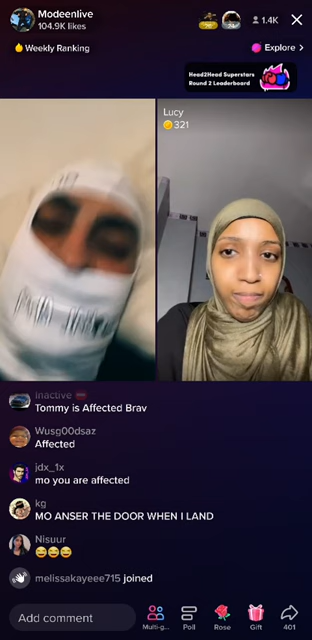 Modeenlive
104.9K likes
1.4K
Weekly Ranking
Explore >
Head2Head Superstars
Round 2 Leaderboard
Lucy
321
Inactive
Tommy is Affected Brav
Wusg00dsaz
Affected
jdx_1x
mo you are affected
kg
MO ANSER THE DOOR WHEN I LAND
Nisuur
😂😂😂
melissakayeee715 joined
Add comment
Multi-g...
Poll
Rose
Gift
401